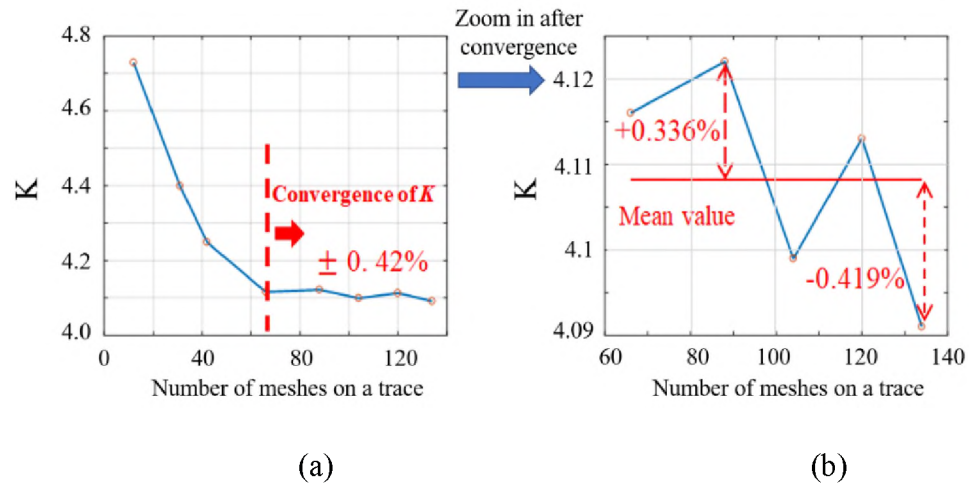 4.8
4.6
4.4
4.2
4.0
K
0
40
80
120
Number of meshes on a trace
Convergence of K
± 0.42%
Zoom in after
convergence
4.12
4.11
4.1
4.09
K
60
80
100
120
140
Number of meshes on a trace
+0.336%
Mean value
-0.419%
(a)
(b)